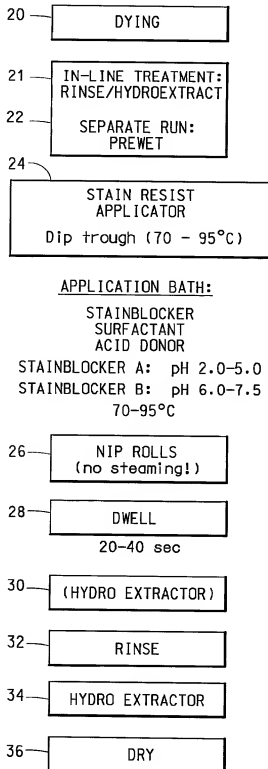 20
DYING
21
IN-LINE TREATMENT:
RINSE/HYDROEXTRACT
22
SEPARATE RUN:
PREWET
24
STAIN RESIST
APPLICATOR
Dip trough (70 - 95°C)
APPLICATION BATH:
STAINBLOCKER
SURFACTANT
ACID DONOR
STAINBLOCKER A: pH 2.0-5.0
STAINBLOCKER B: pH 6.0-7.5
70-95°C
26
NIP ROLLS
(no steaming!)
28
DWELL
20-40 sec
30
(HYDRO EXTRACTOR)
32
RINSE
34
HYDRO EXTRACTOR
36
DRY